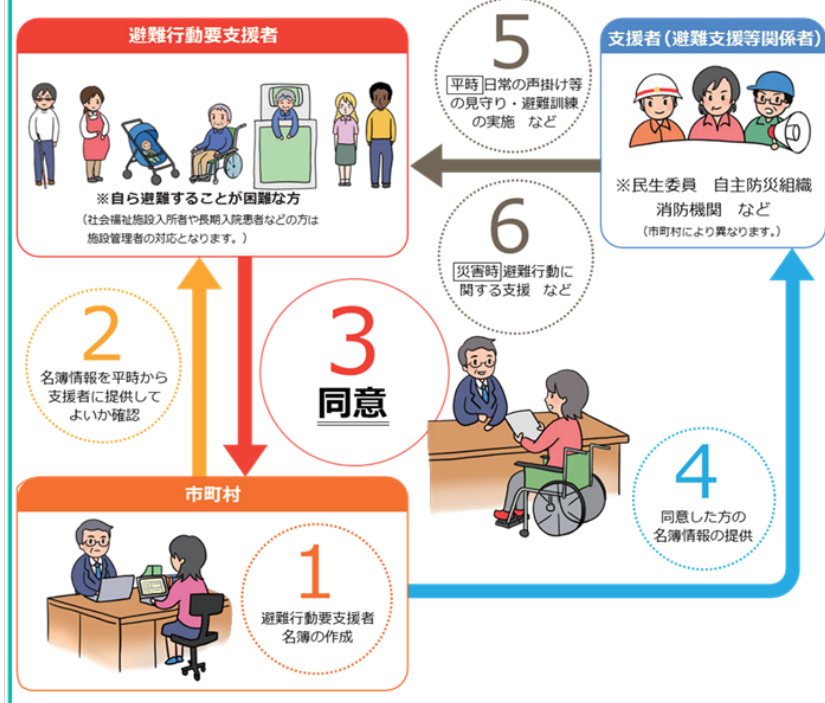 避難行動要支援者
※自ら避難することが困難な方
(社会福祉施設入所者や長期入院患者などの方は
施設管理者の対応となります。)
5
平時 日常の声掛け等
の見守り・避難訓練
の実施 など
支援者(避難支援等関係者)
※民生委員 自主防災組織
消防機関 など
(市町村により異なります。)
6
災害時 避難行動に
関する支援 など
2
名簿情報を平時から
支援者に提供して
よいか確認
3
同意
4
同意した方の
名簿情報の提供
市町村
1
避難行動要支援者
名簿の作成